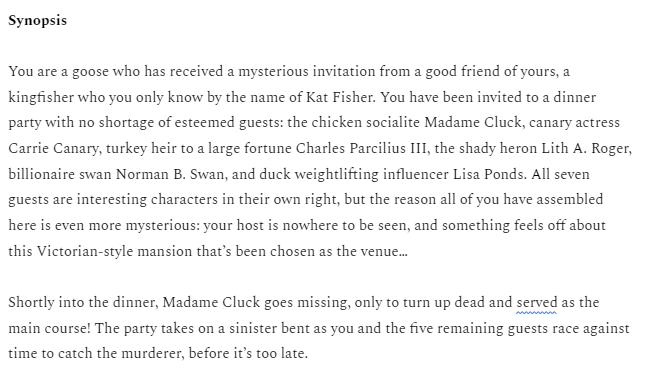 Synopsis
You are a goose who has received a mysterious invitation from a good friend of yours, a
kingfisher who you only know by the name of Kat Fisher. You have been invited to a dinner
party with no shortage of esteemed guests: the chicken socialite Madame Cluck, canary actress
Carrie Canary, turkey heir to a large fortune Charles Parcilius III, the shady heron Lith A. Roger,
billionaire swan Norman B. Swan, and duck weightlifting influencer Lisa Ponds. All seven
guests are interesting characters in their own right, but the reason all of you have assembled
here is even more mysterious: your host is nowhere to be seen, and something feels off about
this Victorian-style mansion that’s been chosen as the venue…
Shortly into the dinner, Madame Cluck goes missing, only to turn up dead and served as the
main course! The party takes on a sinister bent as you and the five remaining guests race against
time to catch the murderer, before it’s too late.